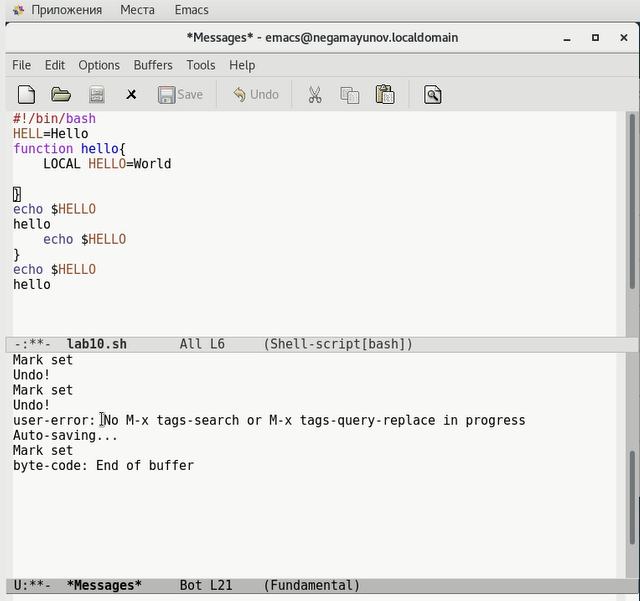 Приложения Места Emacs
*Messages* - emacs@negamayunov.localdomain
File Edit Options Buffers Tools Help
Save Undo
#!/bin/bash
HELL=Hello
function hello{
    LOCAL HELLO=World
}
echo $HELLO
hello
    echo $HELLO
}
echo $HELLO
hello
-:**-  lab10.sh       All L6     (Shell-script[bash])
Mark set
Undo!
Mark set
Undo!
user-error: No M-x tags-search or M-x tags-query-replace in progress
Auto-saving...
Mark set
byte-code: End of buffer
U:**-  *Messages*     Bot L21    (Fundamental)